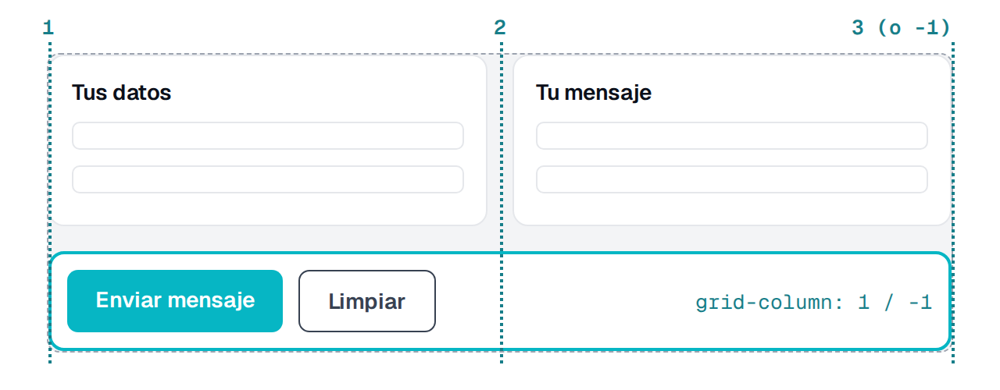 1 2 3 (o -1)
Tus datos Tu mensaje
Enviar mensaje Limpiar grid-column: 1 / -1